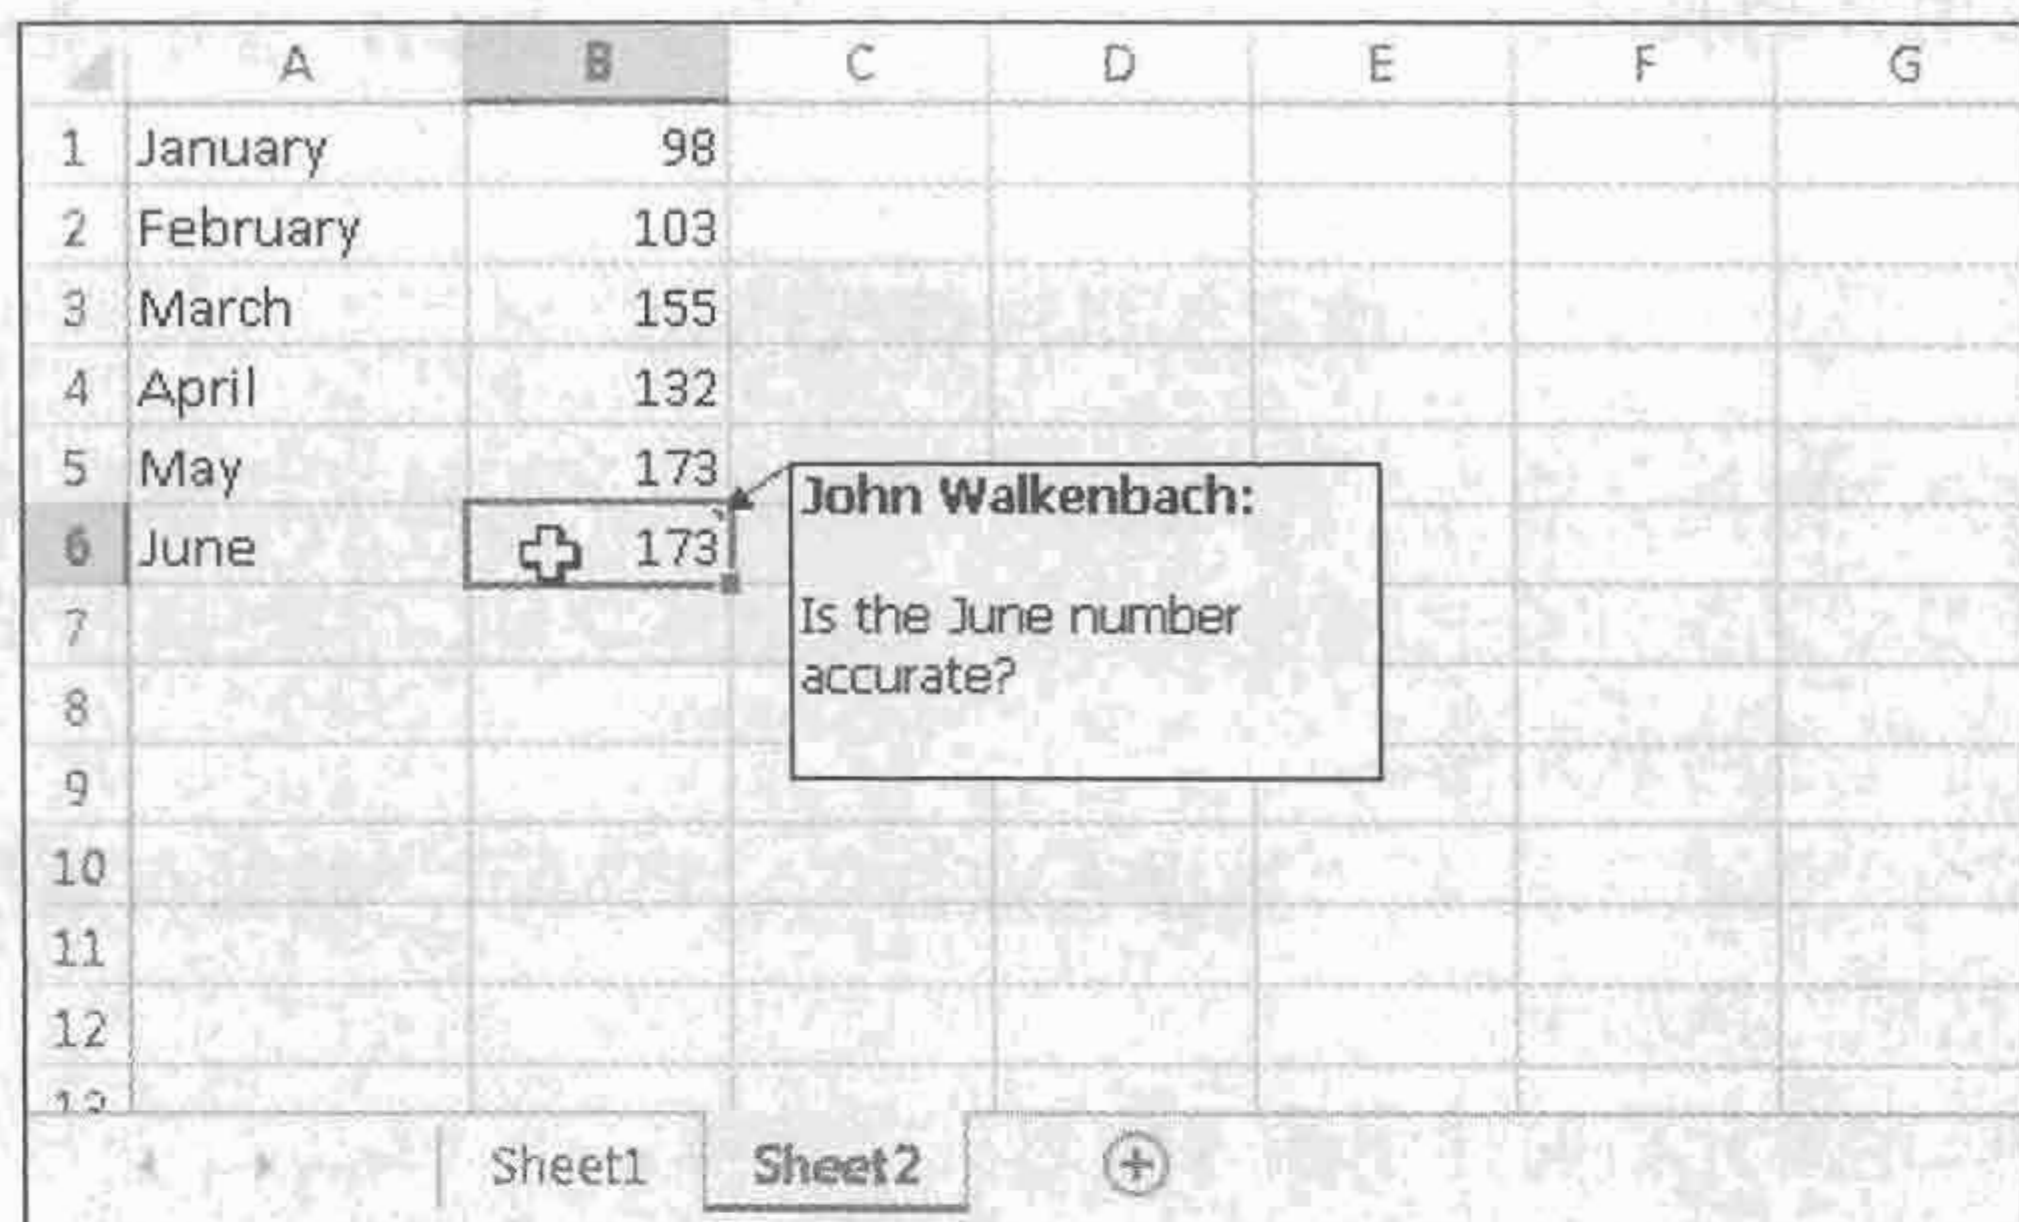 A B C D E F G
1 January 98
2 February 103
3 March 155
4 April 132
5 May 173
6 June 173
John Walkenbach:
Is the June number
accurate?
7
8
9
10
11
12
Sheet1 Sheet2